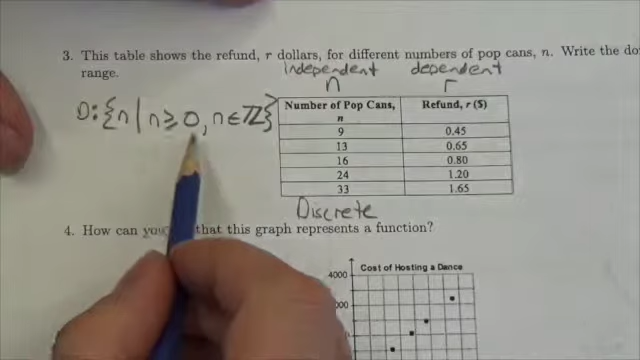 3. This table shows the refund, r dollars, for different numbers of pop cans, n. Write the do
range.
independent dependent
n r
D:{n | n ≥ 0, n ∈ ℤ}
Number of Pop Cans, n Refund, r ($)
9 0.45
13 0.65
16 0.80
24 1.20
33 1.65
Discrete
4. How can you that this graph represents a function?
Cost of Hosting a Dance
4000